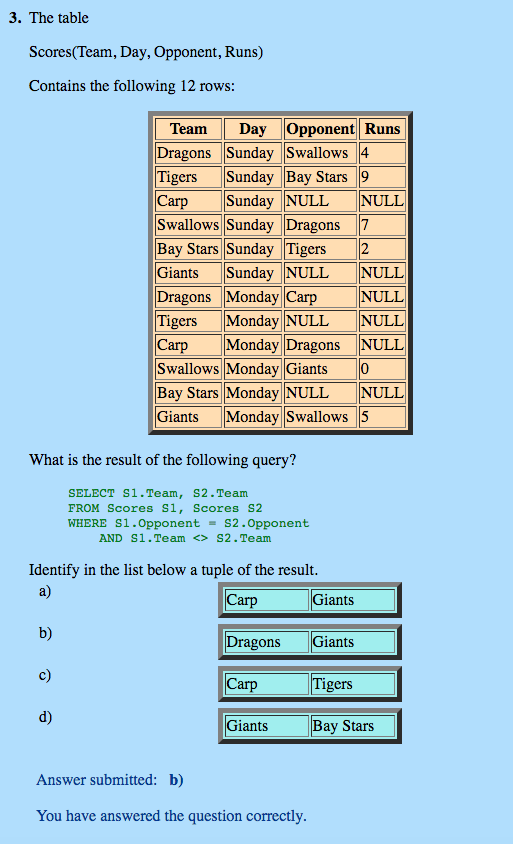 3. The table
Scores(Team, Day, Opponent, Runs)
Contains the following 12 rows:
Team Day Opponent Runs
Dragons Sunday Swallows 4
Tigers Sunday Bay Stars 9
Carp Sunday NULL NULL
Swallows Sunday Dragons 7
Bay Stars Sunday Tigers 2
Giants Sunday NULL NULL
Dragons Monday Carp NULL
Tigers Monday NULL NULL
Carp Monday Dragons NULL
Swallows Monday Giants 0
Bay Stars Monday NULL NULL
Giants Monday Swallows 5
What is the result of the following query?
SELECT S1.Team, S2.Team
FROM Scores S1, Scores S2
WHERE S1.Opponent = S2.Opponent
AND S1.Team <> S2.Team
Identify in the list below a tuple of the result.
a) Carp Giants
b) Dragons Giants
c) Carp Tigers
d) Giants Bay Stars
Answer submitted: b)
You have answered the question correctly.